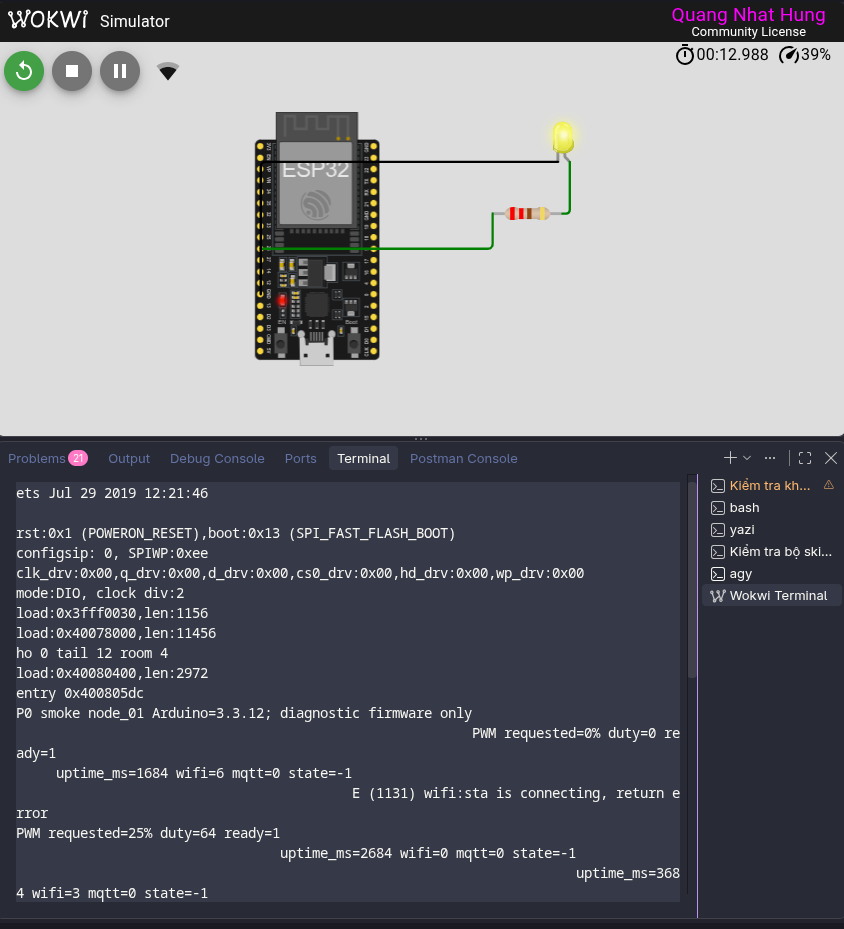 WOKWI Simulator
Quang Nhat Hung
Community License
00:12.988 39%
ESP32
Problems 21 Output Debug Console Ports Terminal Postman Console
ets Jul 29 2019 12:21:46
rst:0x1 (POWERON_RESET),boot:0x13 (SPI_FAST_FLASH_BOOT)
configsip: 0, SPIWP:0xee
clk_drv:0x00,q_drv:0x00,d_drv:0x00,cs0_drv:0x00,hd_drv:0x00,wp_drv:0x00
mode:DIO, clock div:2
load:0x3fff0030,len:1156
load:0x40078000,len:11456
ho 0 tail 12 room 4
load:0x40080400,len:2972
entry 0x400805dc
P0 smoke node_01 Arduino=3.3.12; diagnostic firmware only
PWM requested=0% duty=0 re
ady=1
uptime_ms=1684 wifi=6 mqtt=0 state=-1
E (1131) wifi:sta is connecting, return e
rror
PWM requested=25% duty=64 ready=1
uptime_ms=2684 wifi=0 mqtt=0 state=-1
uptime_ms=368
4 wifi=3 mqtt=0 state=-1
Kiểm tra kh...
bash
yazi
Kiểm tra bộ ski...
agy
Wokwi Terminal